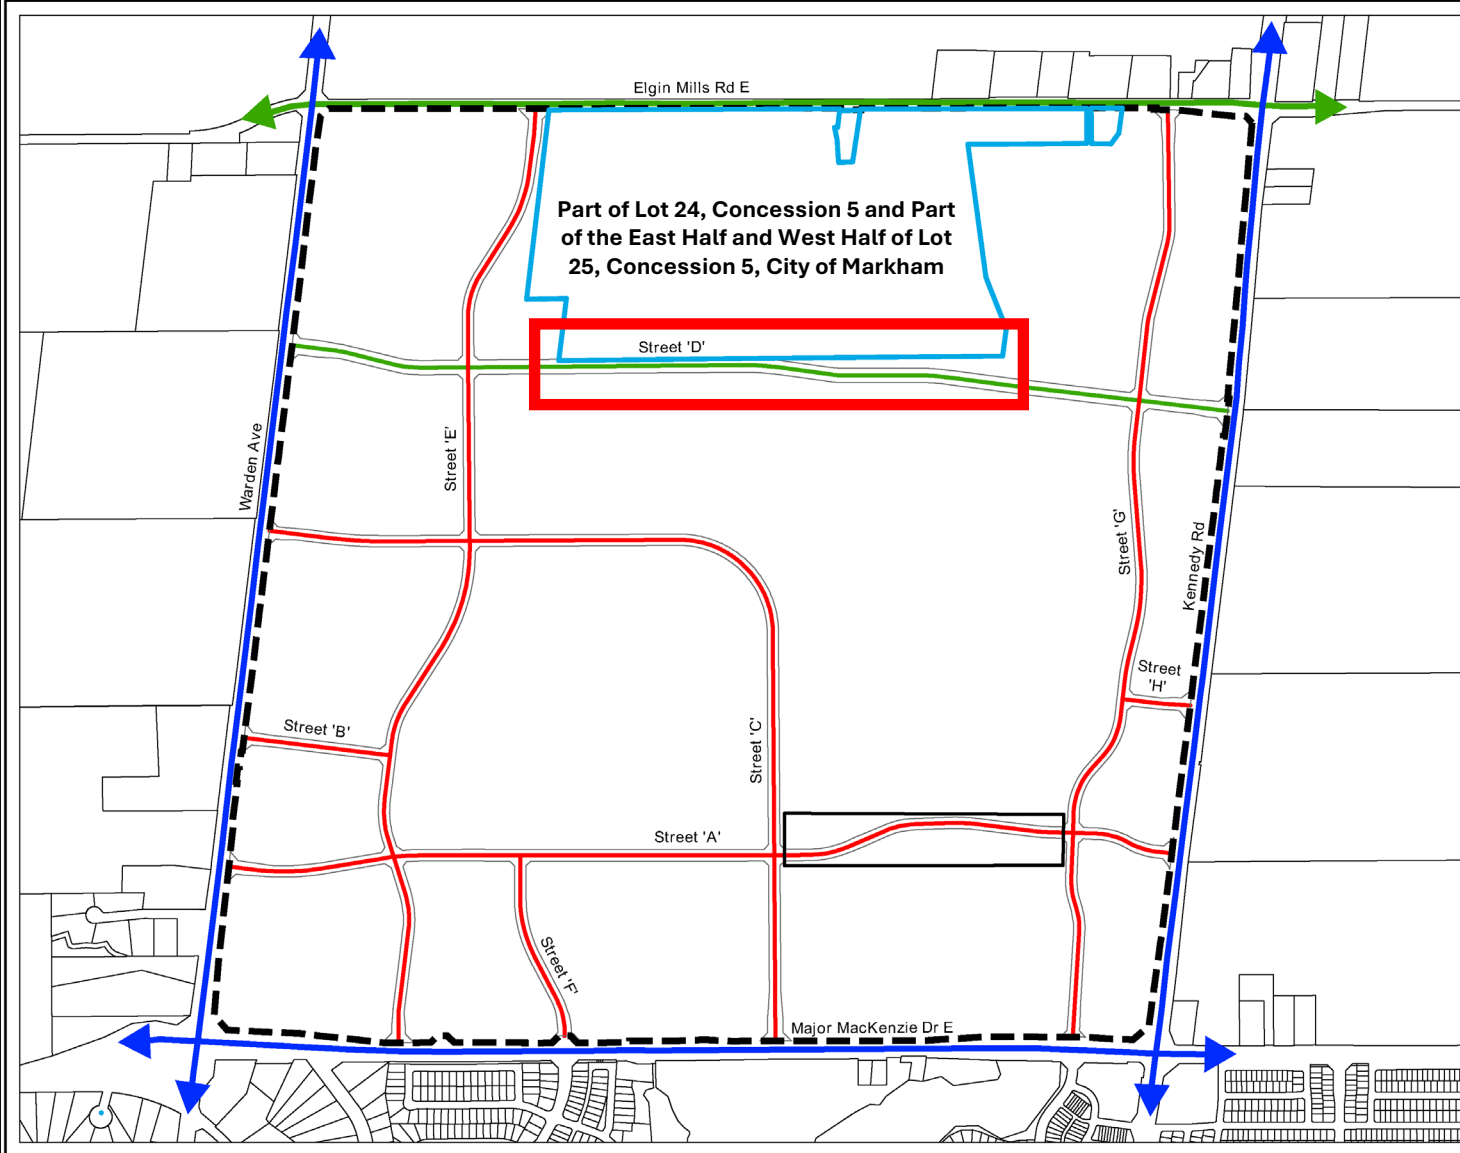 Elgin Mills Rd E
Part of Lot 24, Concession 5 and Part
of the East Half and West Half of Lot
25, Concession 5, City of Markham
Street 'D'
Warden Ave
Street 'E'
Street 'G'
Kennedy Rd
Street
'H'
Street 'B'
Street 'C'
Street 'A'
Street 'F'
Major MacKenzie Dr E